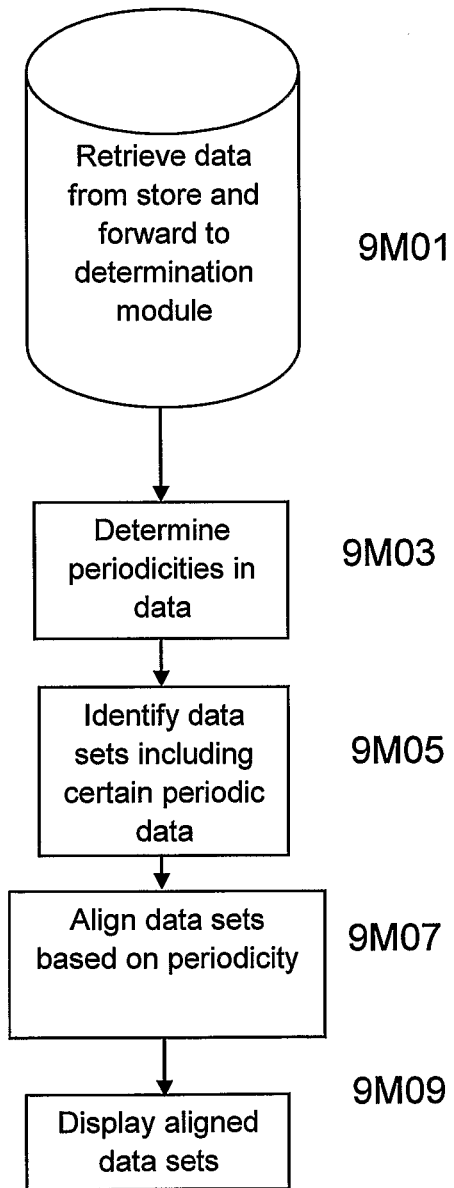 Retrieve data
from store and
forward to
determination
module
9M01
Determine
periodicities in
data
9M03
Identify data
sets including
certain periodic
data
9M05
Align data sets
based on periodicity
9M07
Display aligned
data sets
9M09